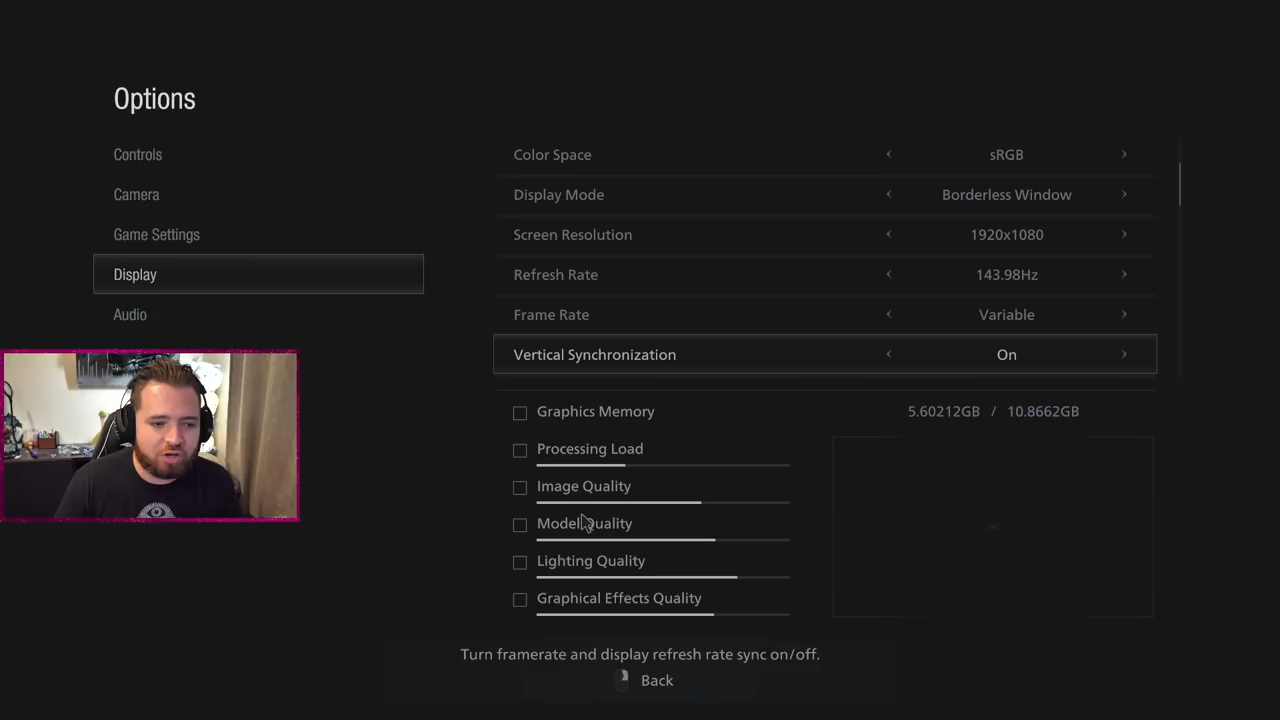 Options
Controls
Camera
Game Settings
Display
Audio
Color Space sRGB
Display Mode Borderless Window
Screen Resolution 1920x1080
Refresh Rate 143.98Hz
Frame Rate Variable
Vertical Synchronization On
Graphics Memory 5.60212GB / 10.8662GB
Processing Load
Image Quality
Model Quality
Lighting Quality
Graphical Effects Quality
Turn framerate and display refresh rate sync on/off.
Back